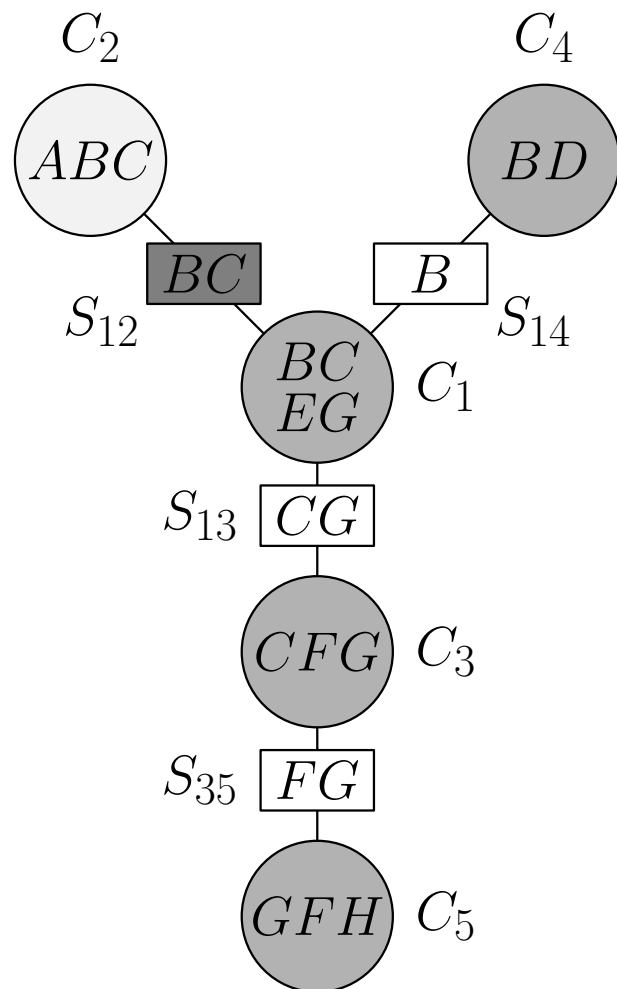 C₂
C₄
ABC
BD
BC
B
S₁₂
S₁₄
BC
EG
C₁
S₁₃
CG
CFG
C₃
S₃₅
FG
GFH
C₅